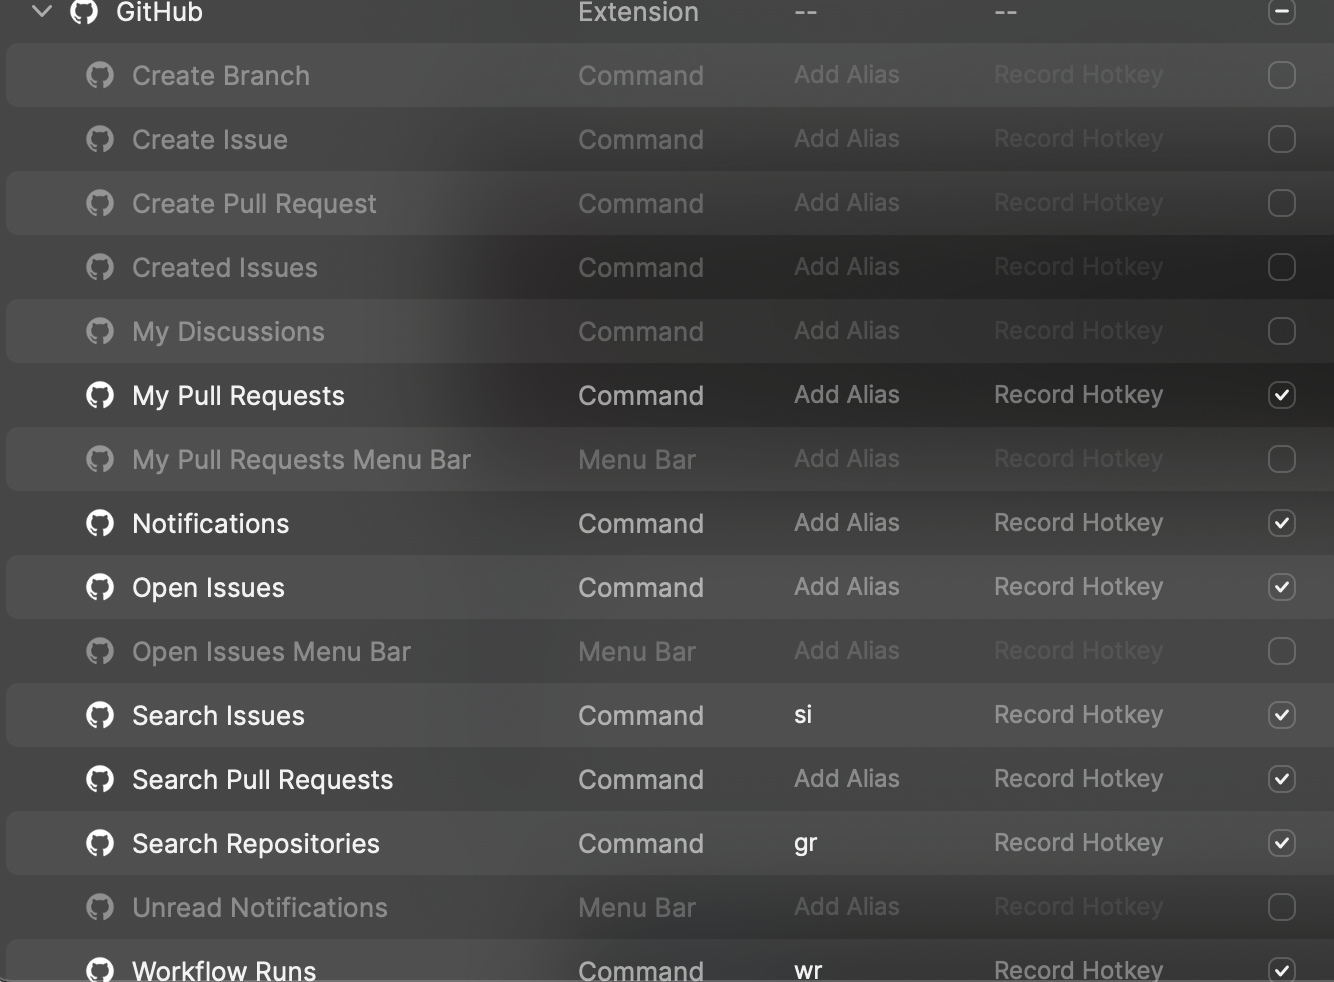 GitHub Extension -- --
Create Branch Command Add Alias Record Hotkey
Create Issue Command Add Alias Record Hotkey
Create Pull Request Command Add Alias Record Hotkey
Created Issues Command Add Alias Record Hotkey
My Discussions Command Add Alias Record Hotkey
My Pull Requests Command Add Alias Record Hotkey
My Pull Requests Menu Bar Menu Bar Add Alias Record Hotkey
Notifications Command Add Alias Record Hotkey
Open Issues Command Add Alias Record Hotkey
Open Issues Menu Bar Menu Bar Add Alias Record Hotkey
Search Issues Command si Record Hotkey
Search Pull Requests Command Add Alias Record Hotkey
Search Repositories Command gr Record Hotkey
Unread Notifications Menu Bar Add Alias Record Hotkey
Workflow Runs Command wr Record Hotkey